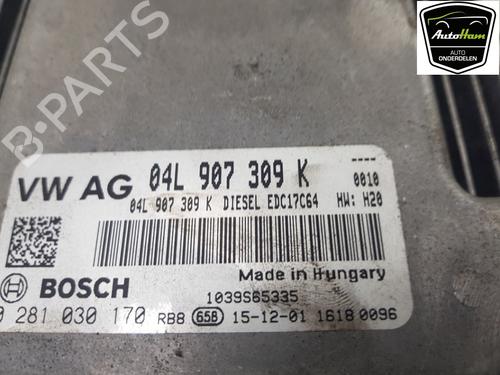 AutoHam
AUTO
ONDERDELEN
B-PARTS
VW AG 04L 907 309 K
----
0010
04L 907 309 K DIESEL EDC17C64 HW: H20
Made in Hungary
BOSCH
1039S65335
0 281 030 170 RB8 65B 15-12-01 1618 0096